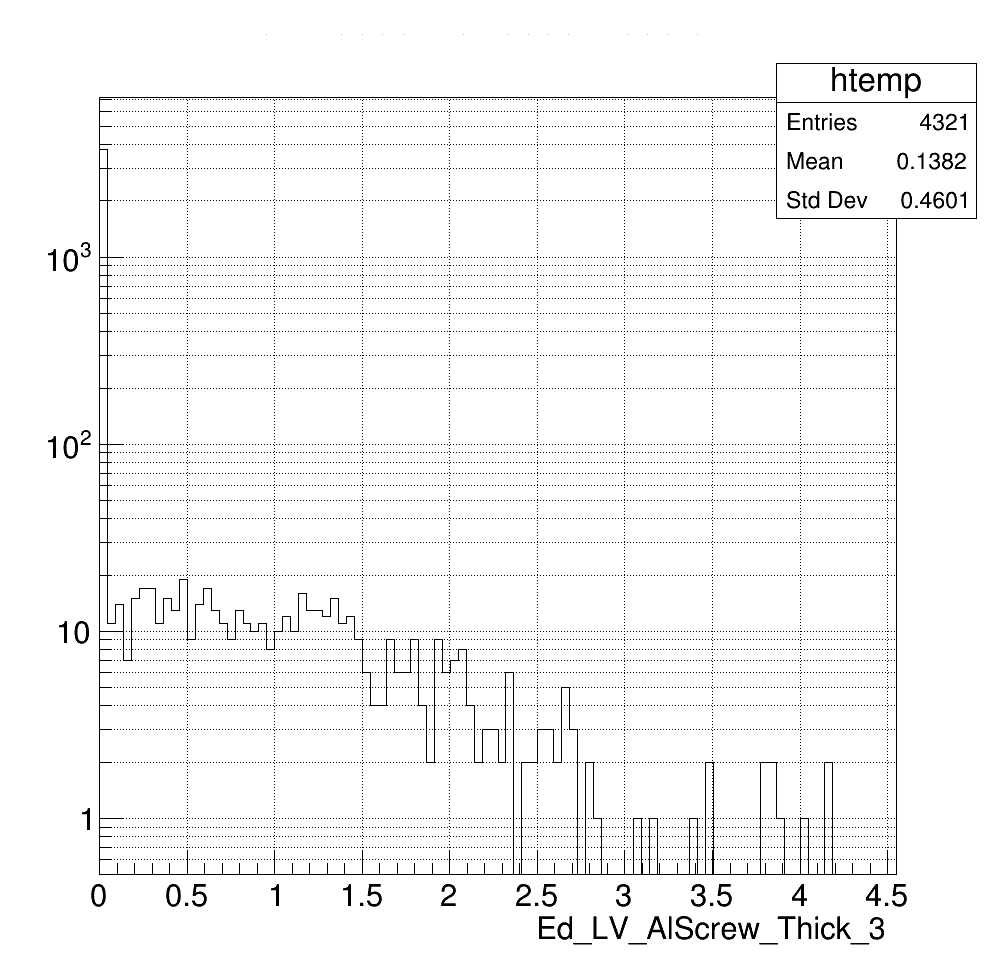 htemp
Entries 4321
Mean 0.1382
Std Dev 0.4601
10³
10²
10
1
0 0.5 1 1.5 2 2.5 3 3.5 4 4.5
Ed_LV_AlScrew_Thick_3